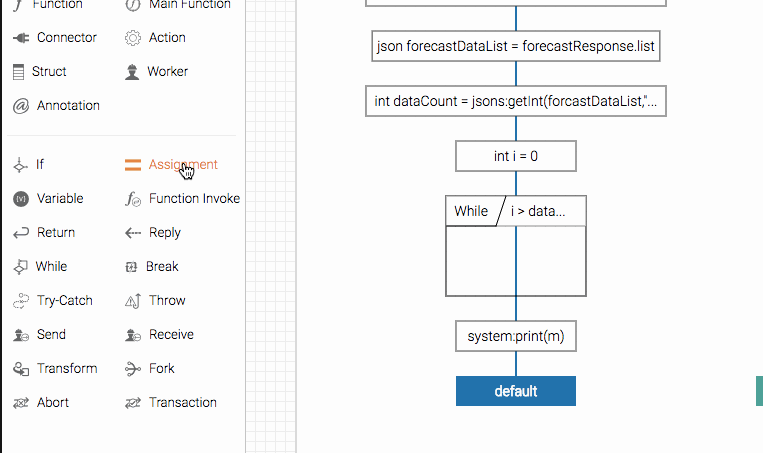 Function Main Function
Connector Action
Struct Worker
@ Annotation
If Assignment
(v) Variable Function Invoke
Return Reply
While Break
Try-Catch Throw
Send Receive
Transform Fork
Abort Transaction
json forecastDataList = forecastResponse.list
int dataCount = jsons:getInt(forcastDataList,"...
int i = 0
While i > data...
system:print(m)
default